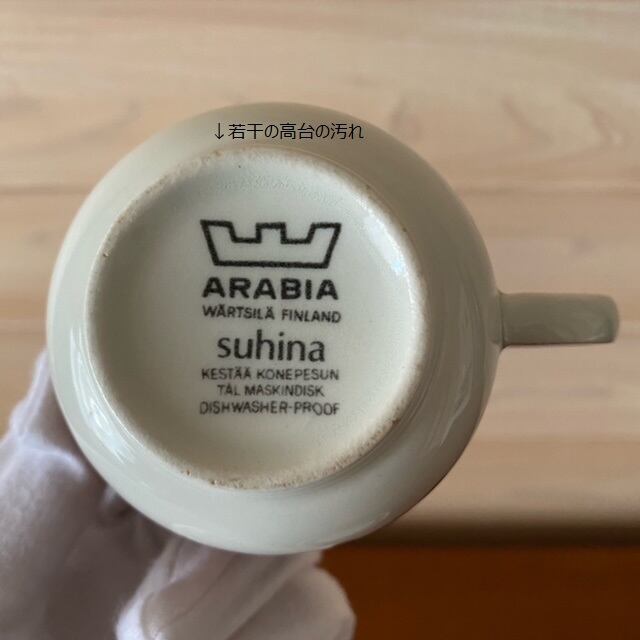 ↓若干の高台の汚れ
ARABIA
WÄRTSILÄ FINLAND
suhina
KESTÄÄ KONEPESUN
TÅL MASKINDISK
DISHWASHER-PROOF